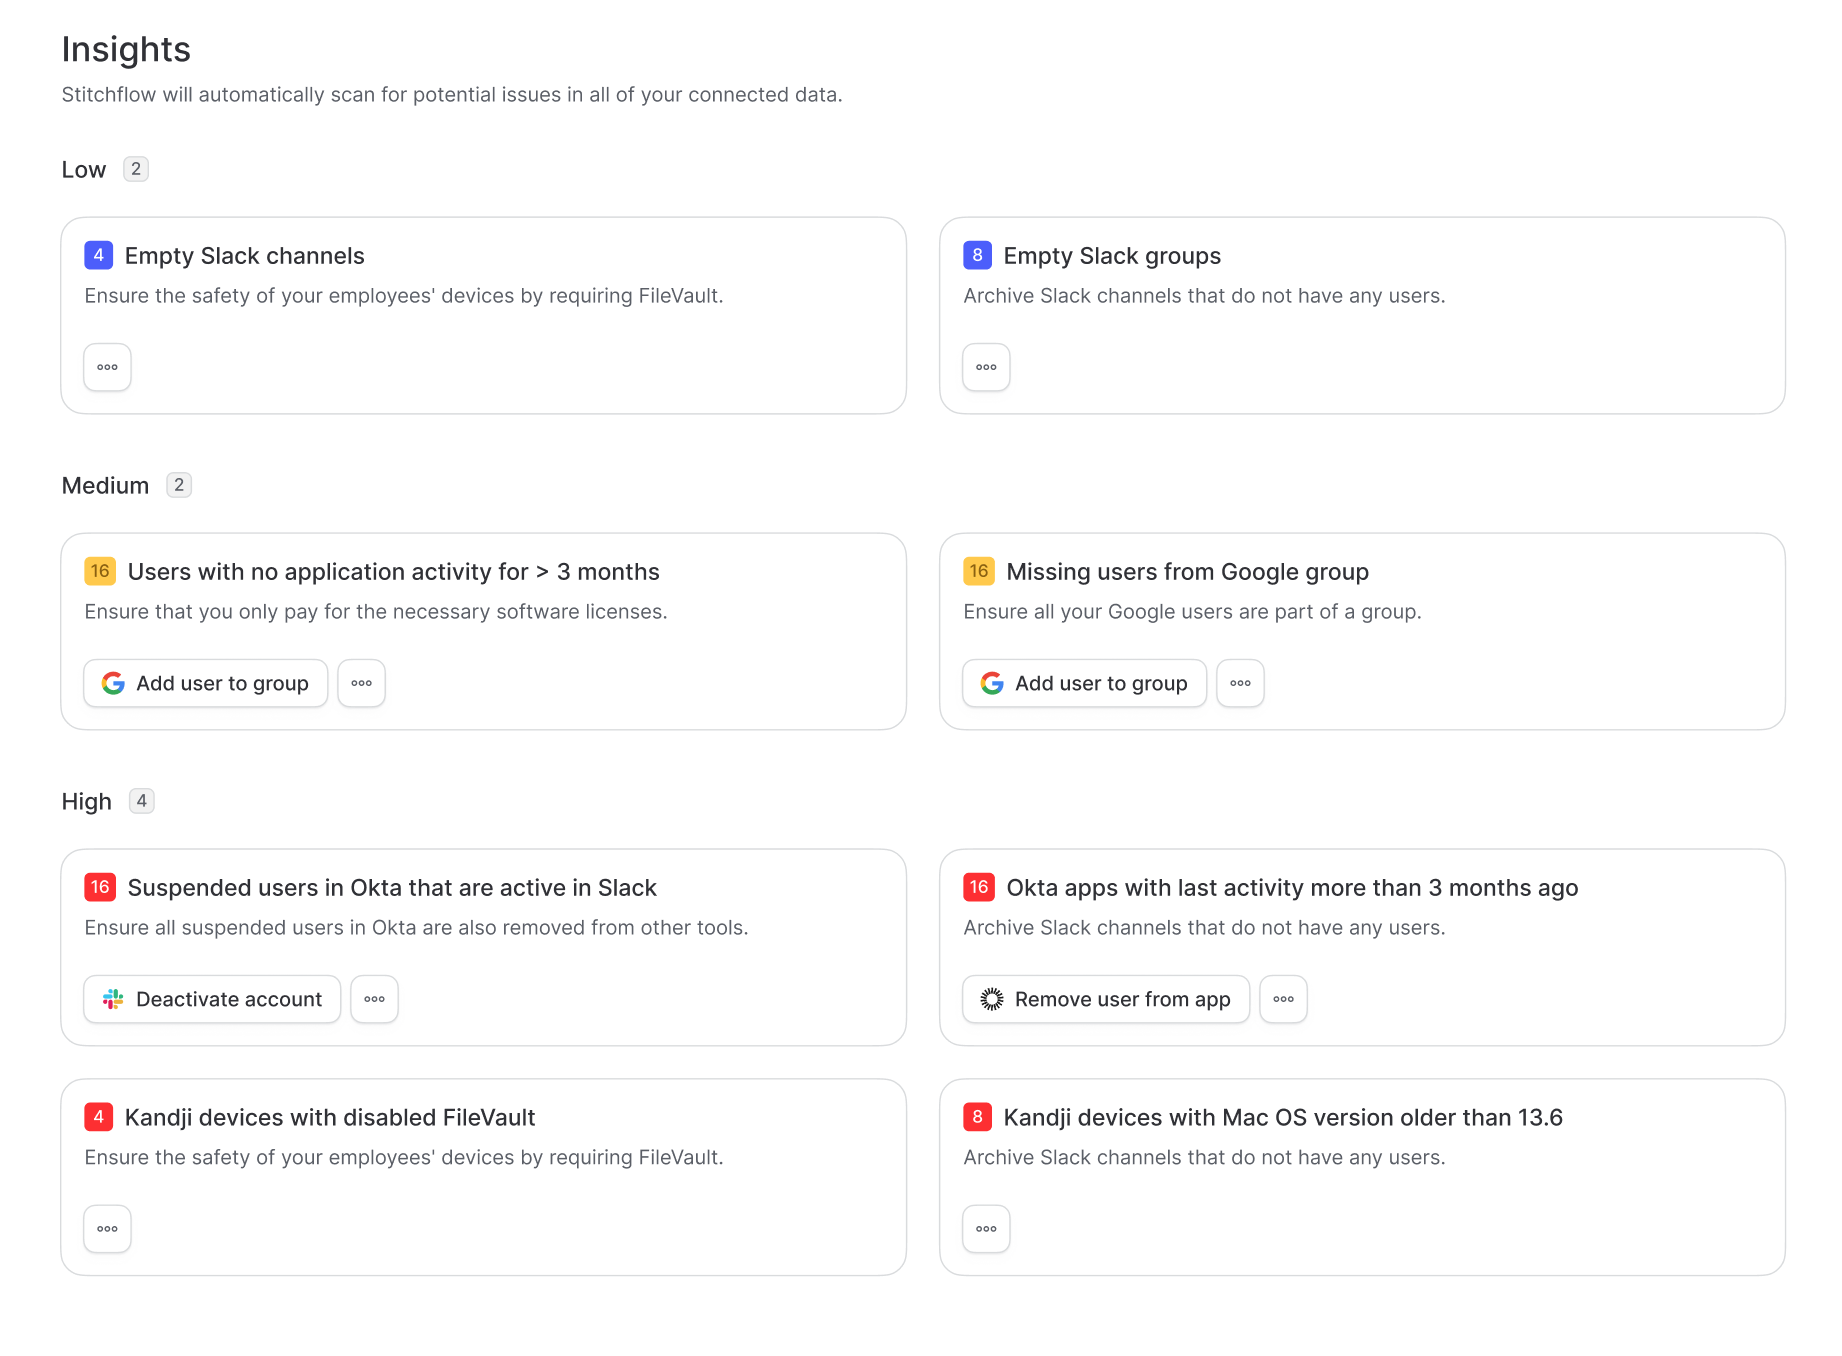 Insights
Stitchflow will automatically scan for potential issues in all of your connected data.
Low 2
4 Empty Slack channels
Ensure the safety of your employees' devices by requiring FileVault.
8 Empty Slack groups
Archive Slack channels that do not have any users.
Medium 2
16 Users with no application activity for > 3 months
Ensure that you only pay for the necessary software licenses.
Add user to group
16 Missing users from Google group
Ensure all your Google users are part of a group.
Add user to group
High 4
16 Suspended users in Okta that are active in Slack
Ensure all suspended users in Okta are also removed from other tools.
Deactivate account
16 Okta apps with last activity more than 3 months ago
Archive Slack channels that do not have any users.
Remove user from app
4 Kandji devices with disabled FileVault
Ensure the safety of your employees' devices by requiring FileVault.
8 Kandji devices with Mac OS version older than 13.6
Archive Slack channels that do not have any users.